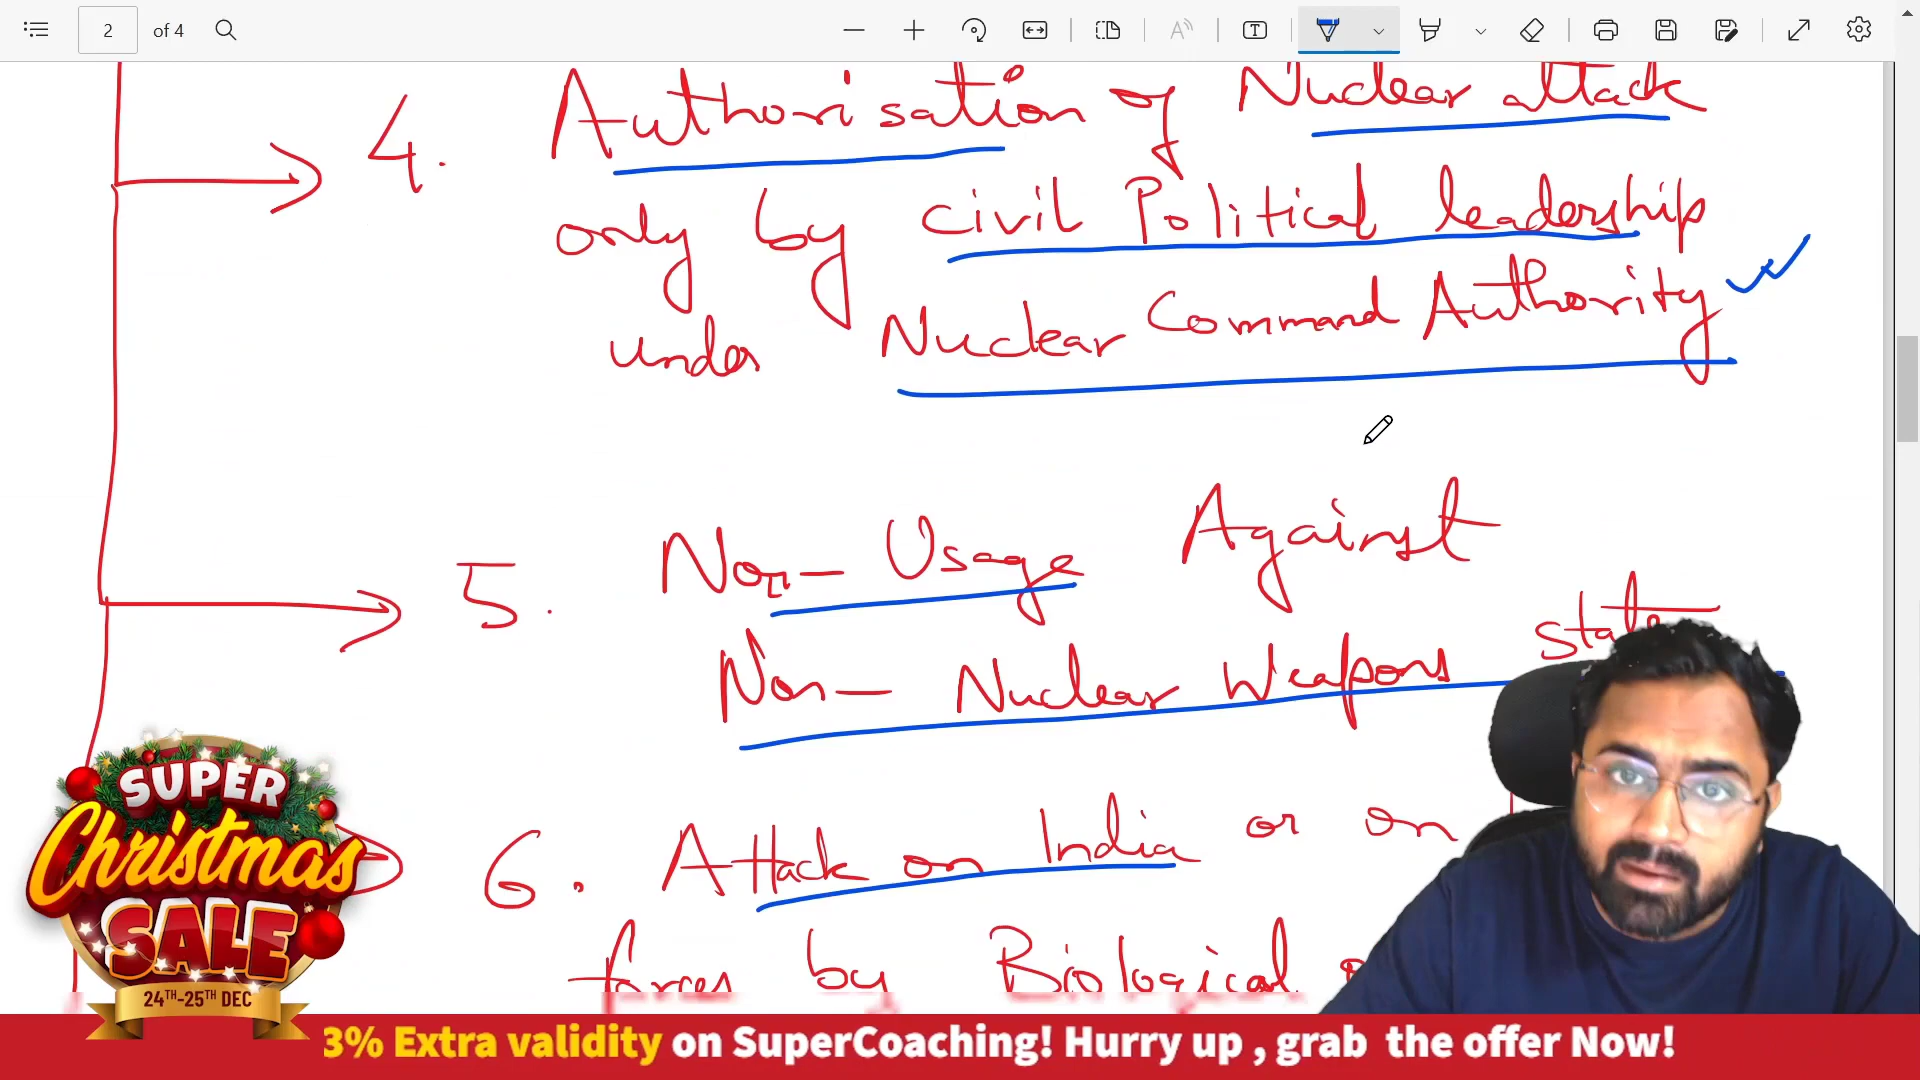 2 of 4
4. Authorisation of Nuclear attack
only by civil Political leadership
under Nuclear Command Authority
5. Non-Usage Against
Non-Nuclear Weapons state
6. Attack on India or on
forces by Biological
SUPER
Christmas
SALE
24TH-25TH DEC
3% Extra validity on SuperCoaching! Hurry up , grab the offer Now!